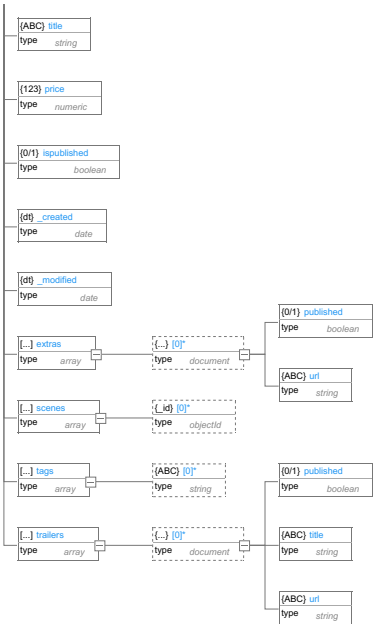 {ABC} title
type string
{123} price
type numeric
{0/1} ispublished
type boolean
{dt} _created
type date
{dt} _modified
type date
{0/1} published
type boolean
[...] extras
type array
{...} [0]*
type document
{ABC} url
type string
[...] scenes
type array
{_id} [0]*
type objectId
[...] tags
type array
{ABC} [0]*
type string
{0/1} published
type boolean
[...] trailers
type array
{...} [0]*
type document
{ABC} title
type string
{ABC} url
type string